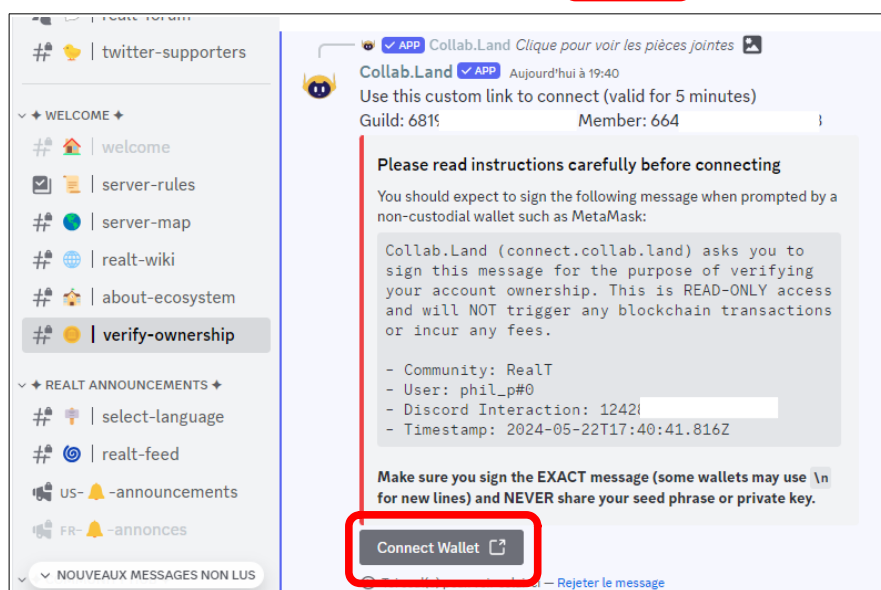 twitter-supporters
✦ WELCOME ✦
welcome
server-rules
server-map
realt-wiki
about-ecosystem
verify-ownership
✦ REALT ANNOUNCEMENTS ✦
select-language
realt-feed
US- -announcements
FR- -annonces
NOUVEAUX MESSAGES NON LUS
APP Collab.Land Clique pour voir les pièces jointes
Collab.Land APP Aujourd'hui à 19:40
Use this custom link to connect (valid for 5 minutes)
Guild: 681 Member: 664
Please read instructions carefully before connecting
You should expect to sign the following message when prompted by a
non-custodial wallet such as MetaMask:
Collab.Land (connect.collab.land) asks you to
sign this message for the purpose of verifying
your account ownership. This is READ-ONLY access
and will NOT trigger any blockchain transactions
or incur any fees.
- Community: RealT
- User: phil_p#0
- Discord Interaction: 1242
- Timestamp: 2024-05-22T17:40:41.816Z
Make sure you sign the EXACT message (some wallets may use \n
for new lines) and NEVER share your seed phrase or private key.
Connect Wallet
— Rejeter le message